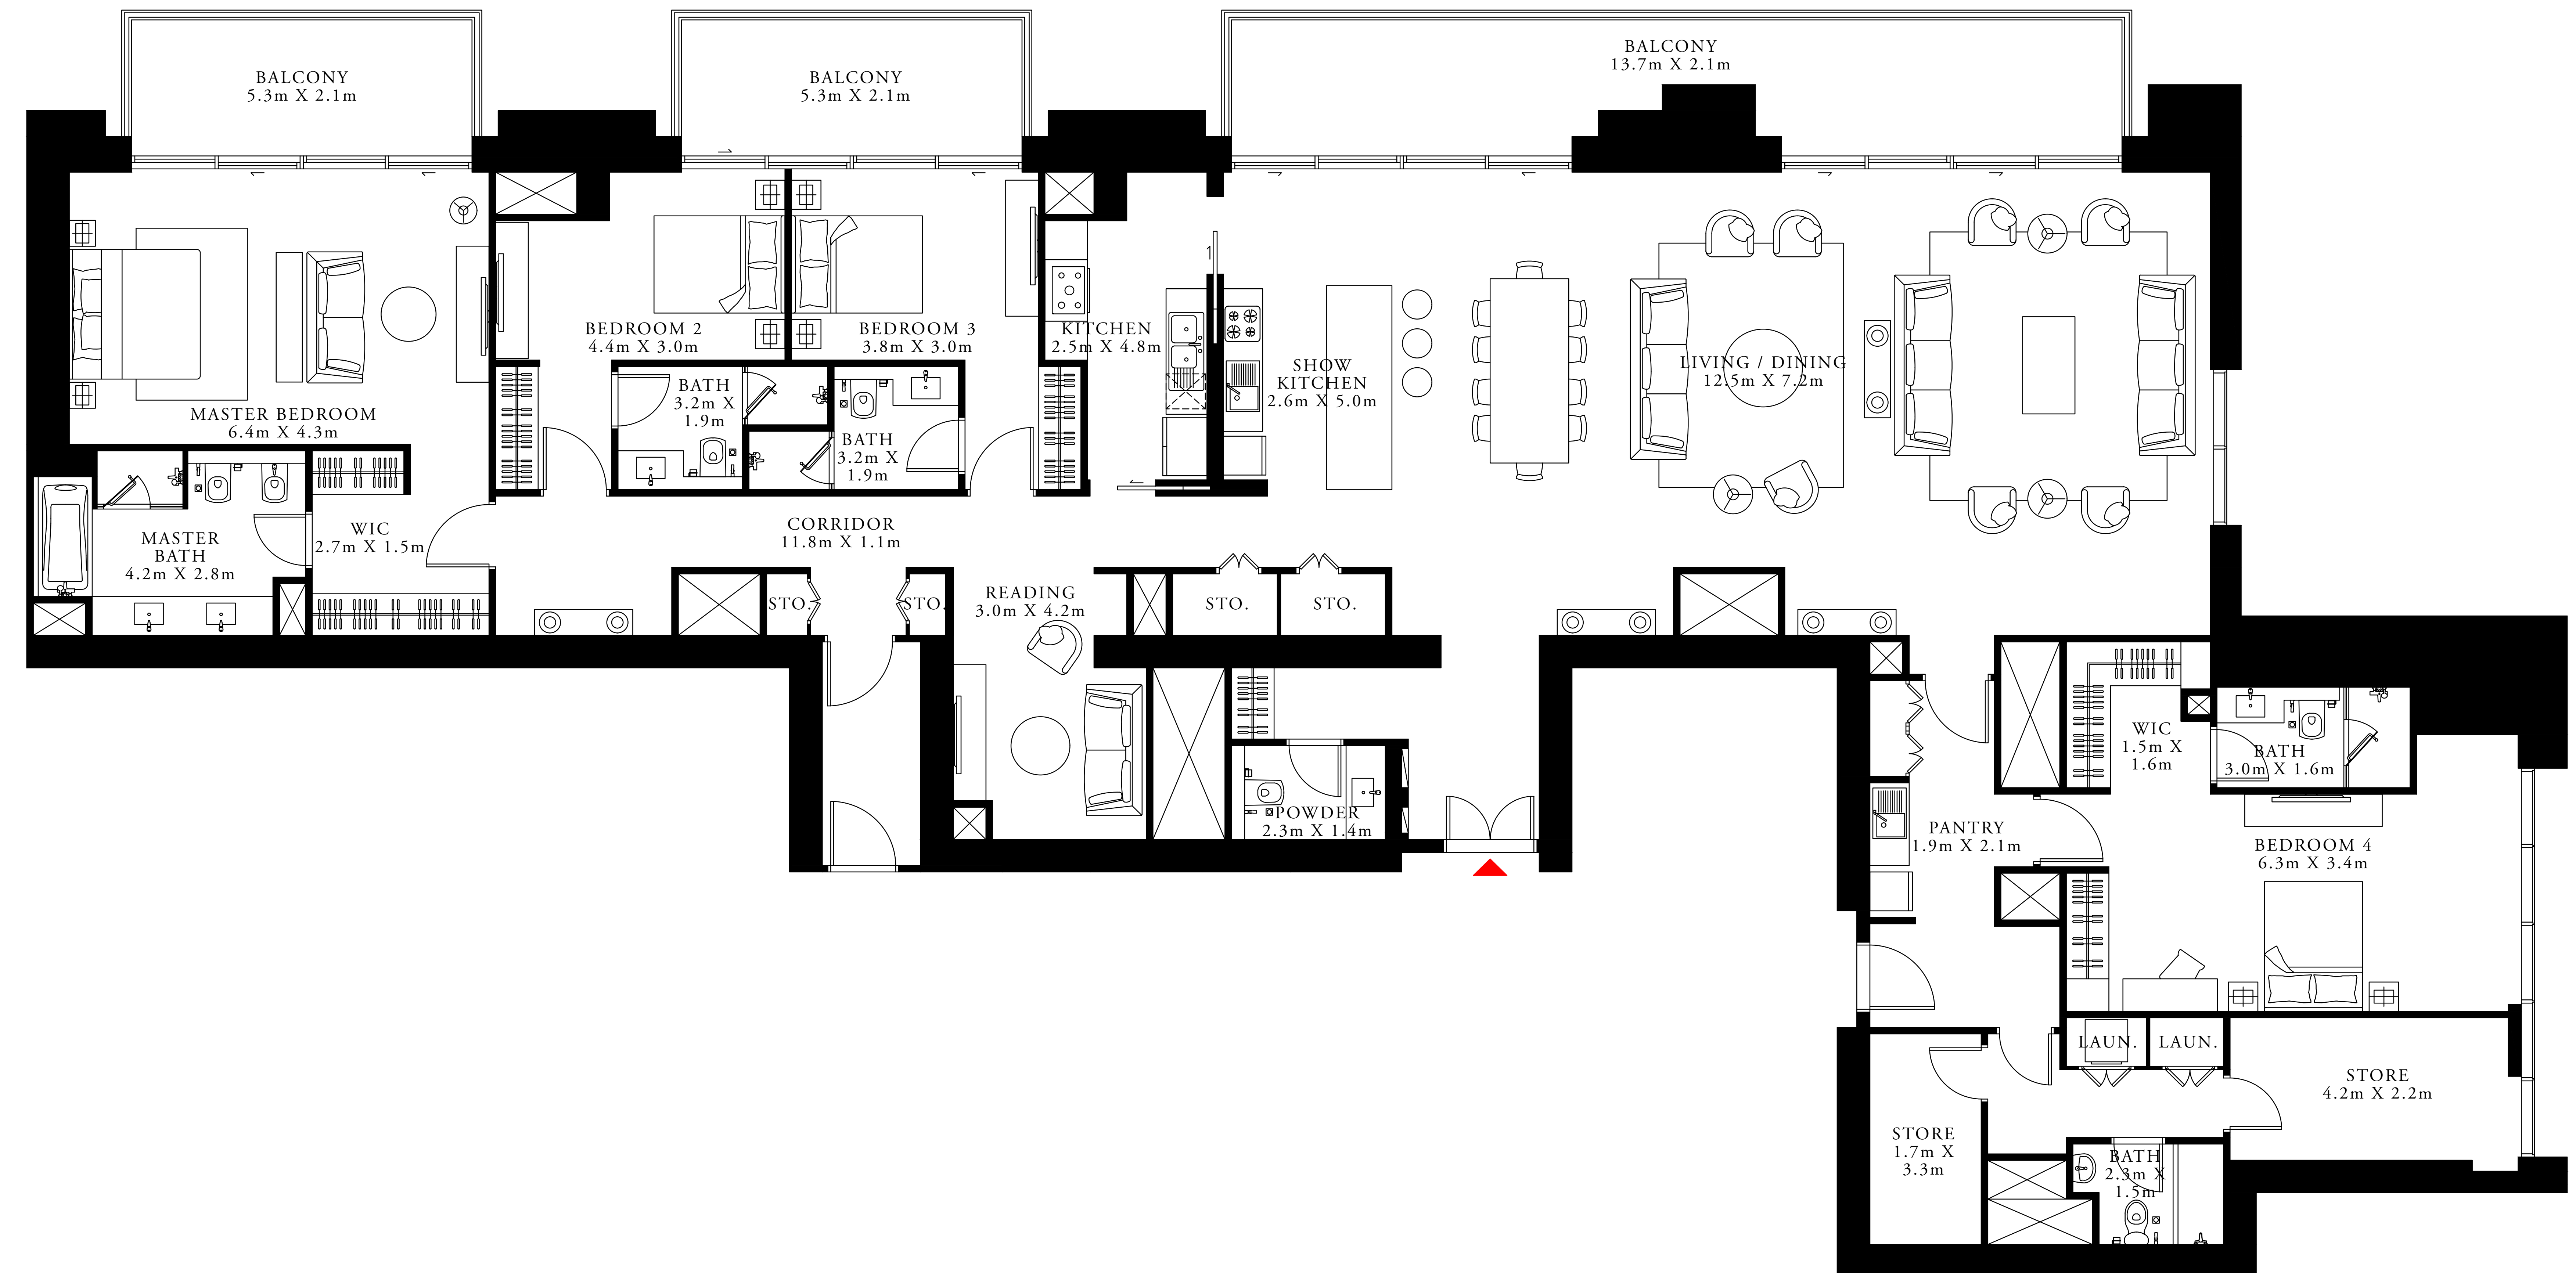 BALCONY
5.3m X 2.1m
BALCONY
5.3m X 2.1m
BALCONY
13.7m X 2.1m
MASTER BEDROOM
6.4m X 4.3m
BEDROOM 2
4.4m X 3.0m
BEDROOM 3
3.8m X 3.0m
KITCHEN
2.5m X 4.8m
SHOW
KITCHEN
2.6m X 5.0m
LIVING / DINING
12.5m X 7.2m
BATH
3.2m X
1.9m
BATH
3.2m X
1.9m
MASTER
BATH
4.2m X 2.8m
WIC
2.7m X 1.5m
CORRIDOR
11.8m X 1.1m
STO.
STO.
READING
3.0m X 4.2m
STO.
STO.
POWDER
2.3m X 1.4m
WIC
1.5m X
1.6m
BATH
3.0m X 1.6m
PANTRY
1.9m X 2.1m
BEDROOM 4
6.3m X 3.4m
LAUN.
LAUN.
STORE
4.2m X 2.2m
STORE
1.7m X
3.3m
BATH
2.3m X
1.5m